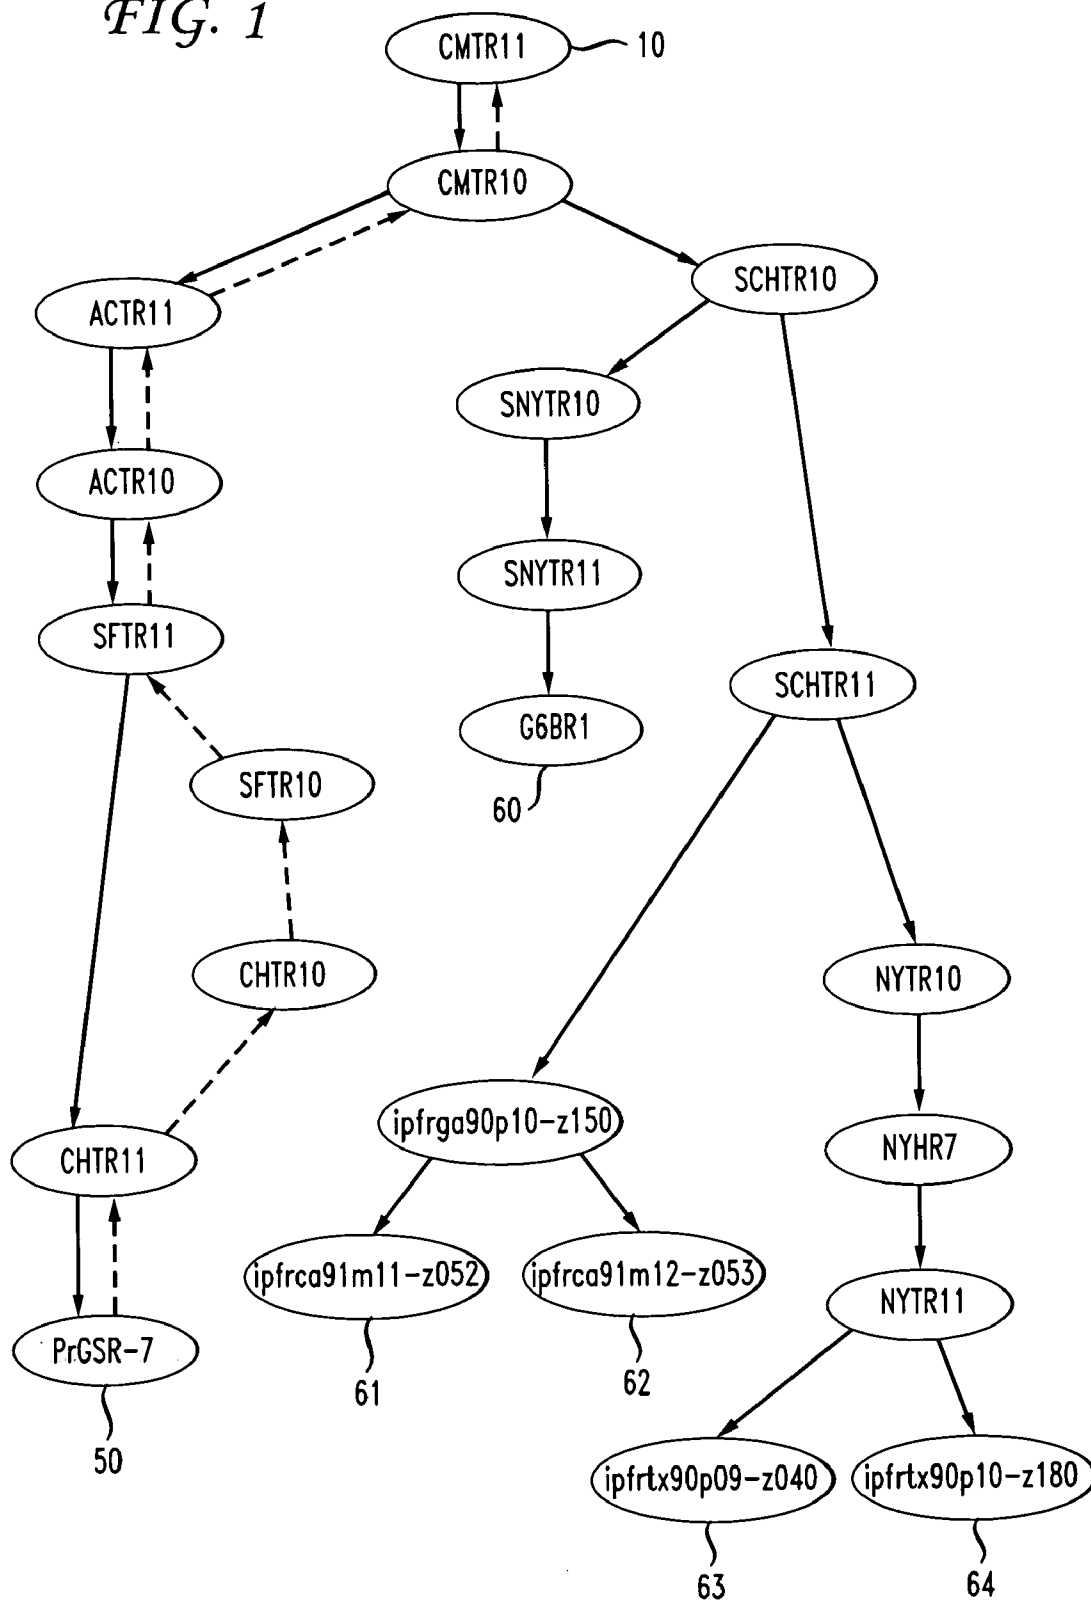 FIG. 1
CMTR11
10
CMTR10
SCHTR10
ACTR11
SNYTR10
ACTR10
SNYTR11
SFTR11
SCHTR11
G6BR1
SFTR10
60
CHTR10
NYTR10
ipfrga90p10-z150
NYHR7
CHTR11
ipfrca91m11-z052
ipfrca91m12-z053
NYTR11
PrGSR-7
61
62
50
ipfrtx90p09-z040
ipfrtx90p10-z180
63
64